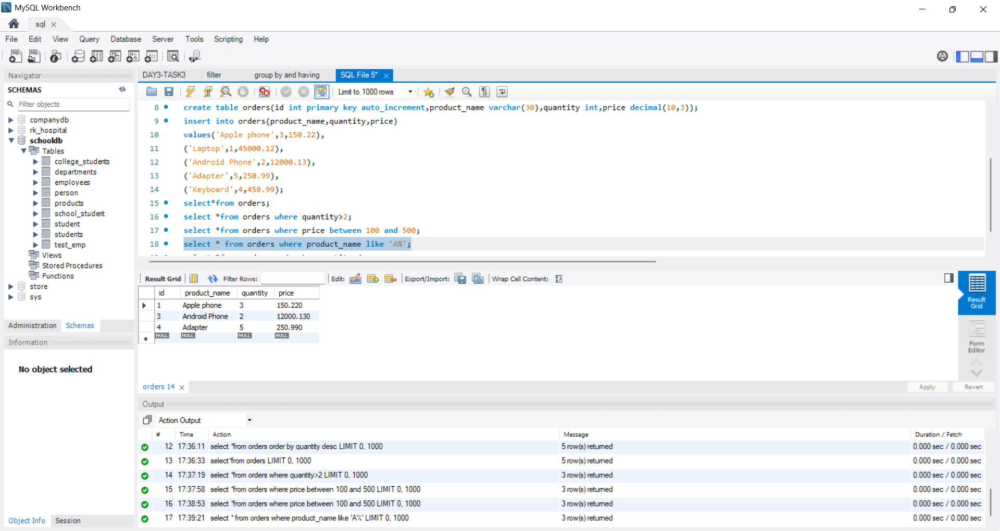 MySQL Workbench
sql
File Edit View Query Database Server Tools Scripting Help
Navigator
SCHEMAS
Filter objects
companydb
rk_hospital
schooldb
Tables
college_students
departments
employees
person
products
school_student
student
students
test_emp
Views
Stored Procedures
Functions
store
sys
Administration Schemas
Information
No object selected
Object Info Session
DAY3-TASK3 filter group by and having SQL File 5*
Limit to 1000 rows
8 create table orders(id int primary key auto_increment,product_name varchar(30),quantity int,price decimal(10,3));
9 insert into orders(product_name,quantity,price)
10 values('Apple phone',3,150.22),
11 ('Laptop',1,45000.12),
12 ('Android Phone',2,12000.13),
13 ('Adapter',5,250.99),
14 ('Keyboard',4,450.99);
15 select*from orders;
16 select *from orders where quantity>2;
17 select *from orders where price between 100 and 500;
18 select * from orders where product_name like 'A%';
Result Grid Filter Rows: Edit: Export/Import: Wrap Cell Content:
id product_name quantity price
1 Apple phone 3 150.220
3 Android Phone 2 12000.130
4 Adapter 5 250.990
NULL NULL NULL NULL
Result Grid
Form Editor
orders 14
Apply Revert
Output
Action Output
# Time Action Message Duration / Fetch
12 17:36:11 select *from orders order by quantity desc LIMIT 0, 1000 5 row(s) returned 0.000 sec / 0.000 sec
13 17:36:33 select*from orders LIMIT 0, 1000 5 row(s) returned 0.000 sec / 0.000 sec
14 17:37:19 select *from orders where quantity>2 LIMIT 0, 1000 3 row(s) returned 0.000 sec / 0.000 sec
15 17:37:58 select *from orders where price between 100 and 500 LIMIT 0, 1000 3 row(s) returned 0.000 sec / 0.000 sec
16 17:38:53 select *from orders where price between 100 and 500 LIMIT 0, 1000 3 row(s) returned 0.000 sec / 0.000 sec
17 17:39:21 select * from orders where product_name like 'A%' LIMIT 0, 1000 3 row(s) returned 0.000 sec / 0.000 sec